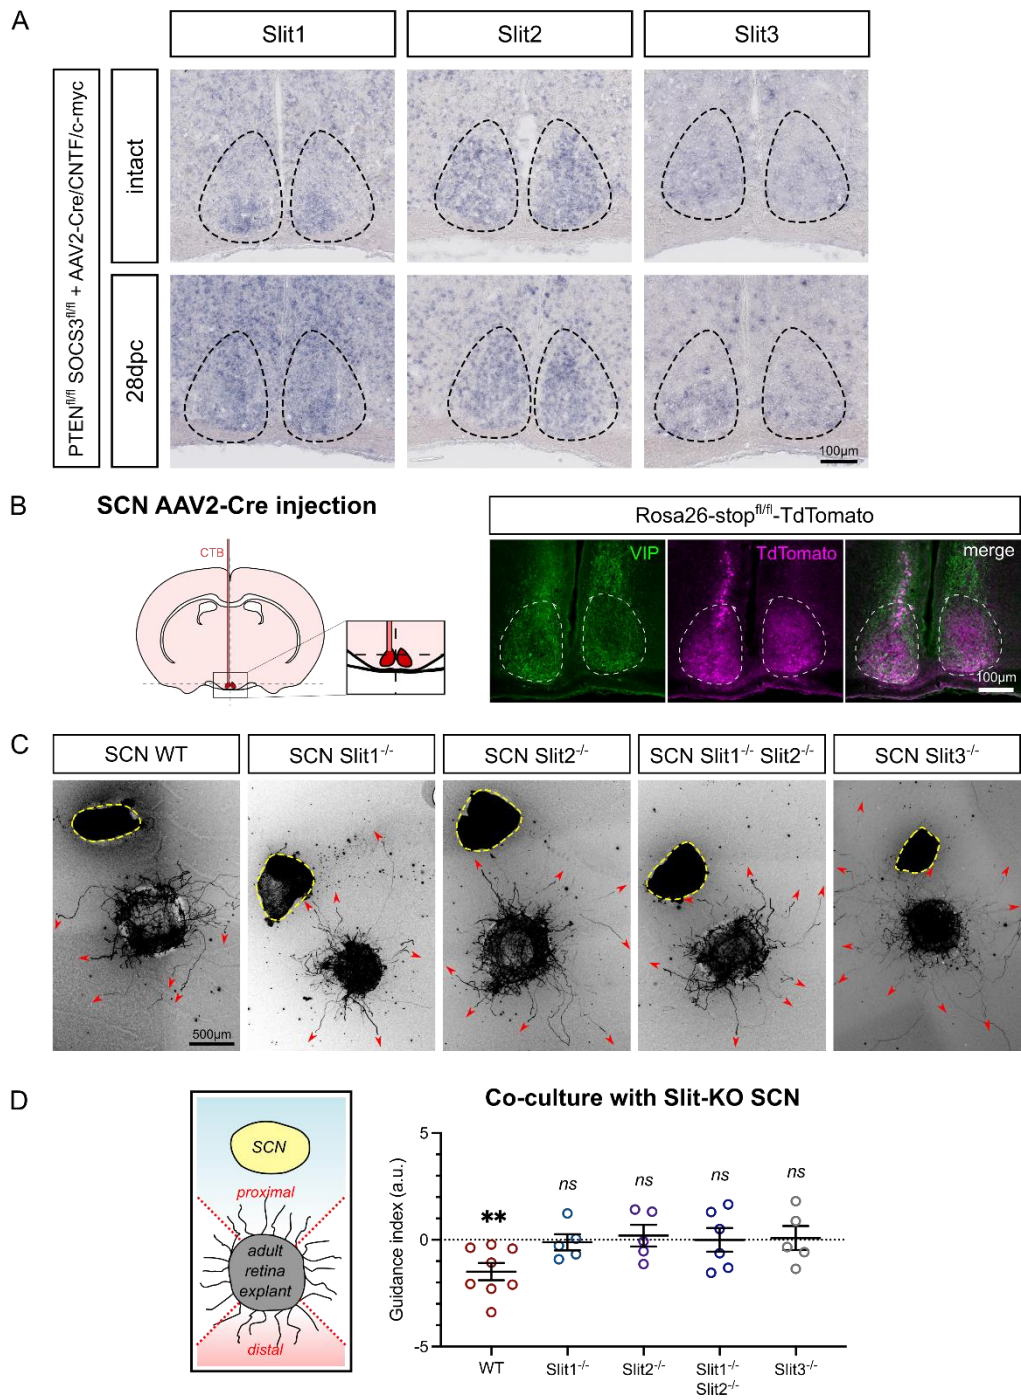 A
Slit1
Slit2
Slit3
PTENfl/fl SOCS3fl/fl + AAV2-Cre/CNTF/c-myc
intact
28dpc
100µm
B
SCN AAV2-Cre injection
CTB
Rosa26-stopfl/fl-TdTomato
VIP
TdTomato
merge
100µm
C
SCN WT
SCN Slit1-/-
SCN Slit2-/-
SCN Slit1-/- Slit2-/-
SCN Slit3-/-
500µm
D
SCN
proximal
adult
retina
explant
distal
Co-culture with Slit-KO SCN
Guidance index (a.u.)
5
0
-5
**
ns
ns
ns
ns
WT
Slit1-/-
Slit2-/-
Slit1-/-
Slit2-/-
Slit3-/-